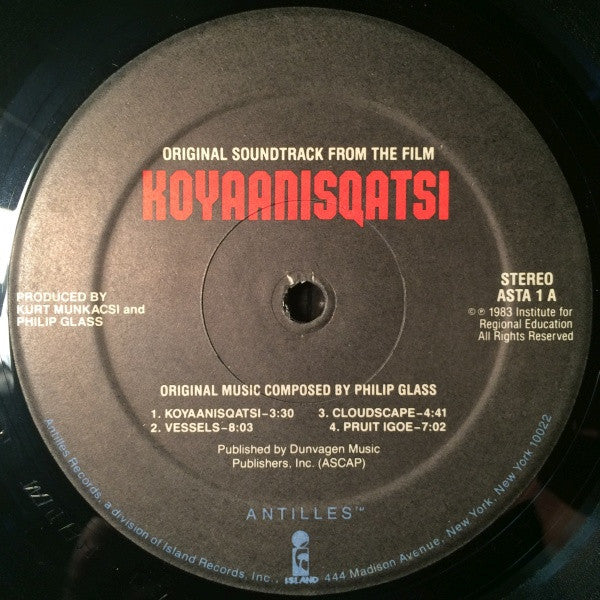 ORIGINAL SOUNDTRACK FROM THE FILM
KOYAANISQATSI
PRODUCED BY
KURT MUNKACSI and
PHILIP GLASS
STEREO
ASTA 1 A
© ℗ 1983 Institute for
Regional Education
All Rights Reserved
ORIGINAL MUSIC COMPOSED BY PHILIP GLASS
1. KOYAANISQATSI–3:30
2. VESSELS–8:03
3. CLOUDSCAPE–4:41
4. PRUIT IGOE–7:02
Published by Dunvagen Music
Publishers, Inc. (ASCAP)
ANTILLES™
ISLAND
Antilles Records, a division of Island Records, Inc., 444 Madison Avenue, New York, New York 10022